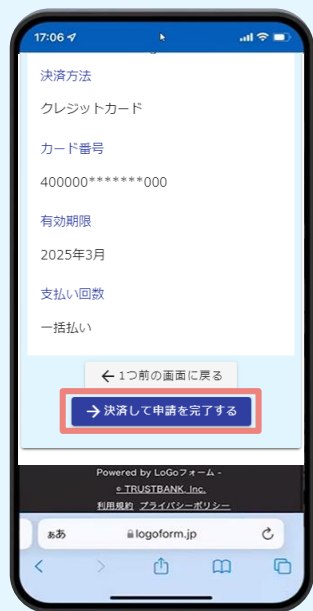 17:06
決済方法
クレジットカード
カード番号
400000*******000
有効期限
2025年3月
支払い回数
一括払い
← 1つ前の画面に戻る
→ 決済して申請を完了する
Powered by LoGoフォーム -
© TRUSTBANK, Inc.
利用規約 プライバシーポリシー
ああ logoform.jp